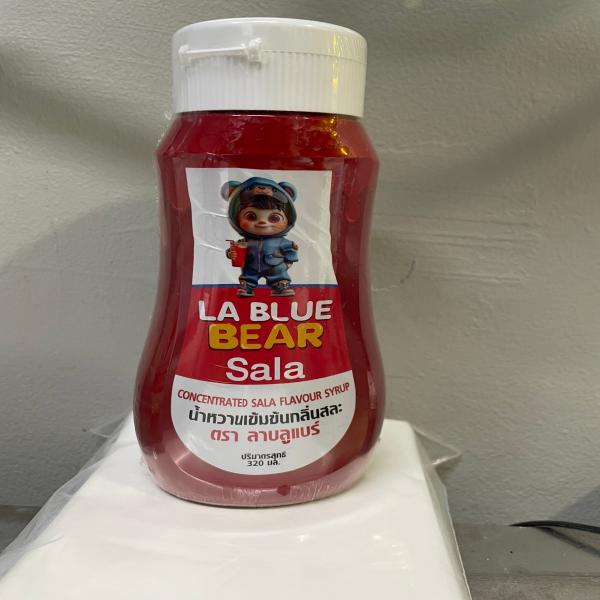 LA BLUE
BEAR
Sala
CONCENTRATED SALA FLAVOUR SYRUP
น้ำหวานเข้มข้นกลิ่นสละ
ตรา ลาบลูแบร์
ปริมาตรสุทธิ
320 มล.